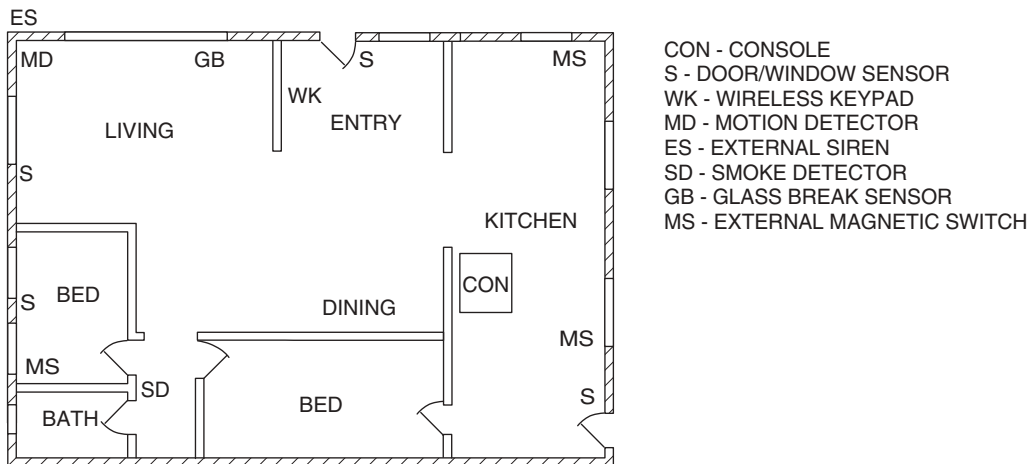 ES
MD GB S MS
WK
LIVING ENTRY
S
KITCHEN
BED
S
CON
DINING
MS
MS
SD
BED
S
BATH
CON - CONSOLE
S - DOOR/WINDOW SENSOR
WK - WIRELESS KEYPAD
MD - MOTION DETECTOR
ES - EXTERNAL SIREN
SD - SMOKE DETECTOR
GB - GLASS BREAK SENSOR
MS - EXTERNAL MAGNETIC SWITCH